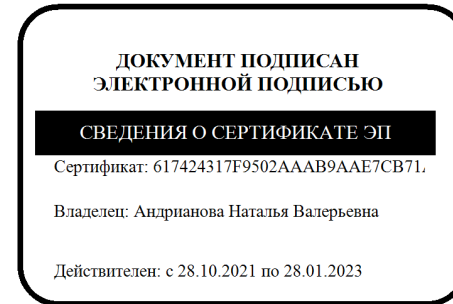 ДОКУМЕНТ ПОДПИСАН
ЭЛЕКТРОННОЙ ПОДПИСЬЮ
СВЕДЕНИЯ О СЕРТИФИКАТЕ ЭП
Сертификат: 617424317F9502AAAB9AAE7CB71
Владелец: Андрианова Наталья Валерьевна
Действителен: с 28.10.2021 по 28.01.2023